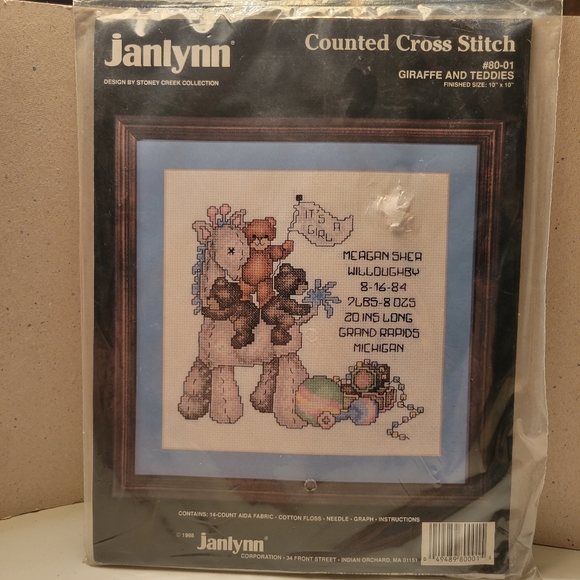 janlynn®
DESIGN BY STONEY CREEK COLLECTION
Counted Cross Stitch
#80-01
GIRAFFE AND TEDDIES
FINISHED SIZE: 10" x 10"
IT'S A
GIRL
MEAGAN SHEA
WILLOUGHBY
8-16-84
7LBS-8 OZS
20 INS LONG
GRAND RAPIDS
MICHIGAN
CONTAINS: 14-COUNT AIDA FABRIC • COTTON FLOSS • NEEDLE • GRAPH • INSTRUCTIONS
© 1988
janlynn®
CORPORATION • 34 FRONT STREET • INDIAN ORCHARD, MA 01151